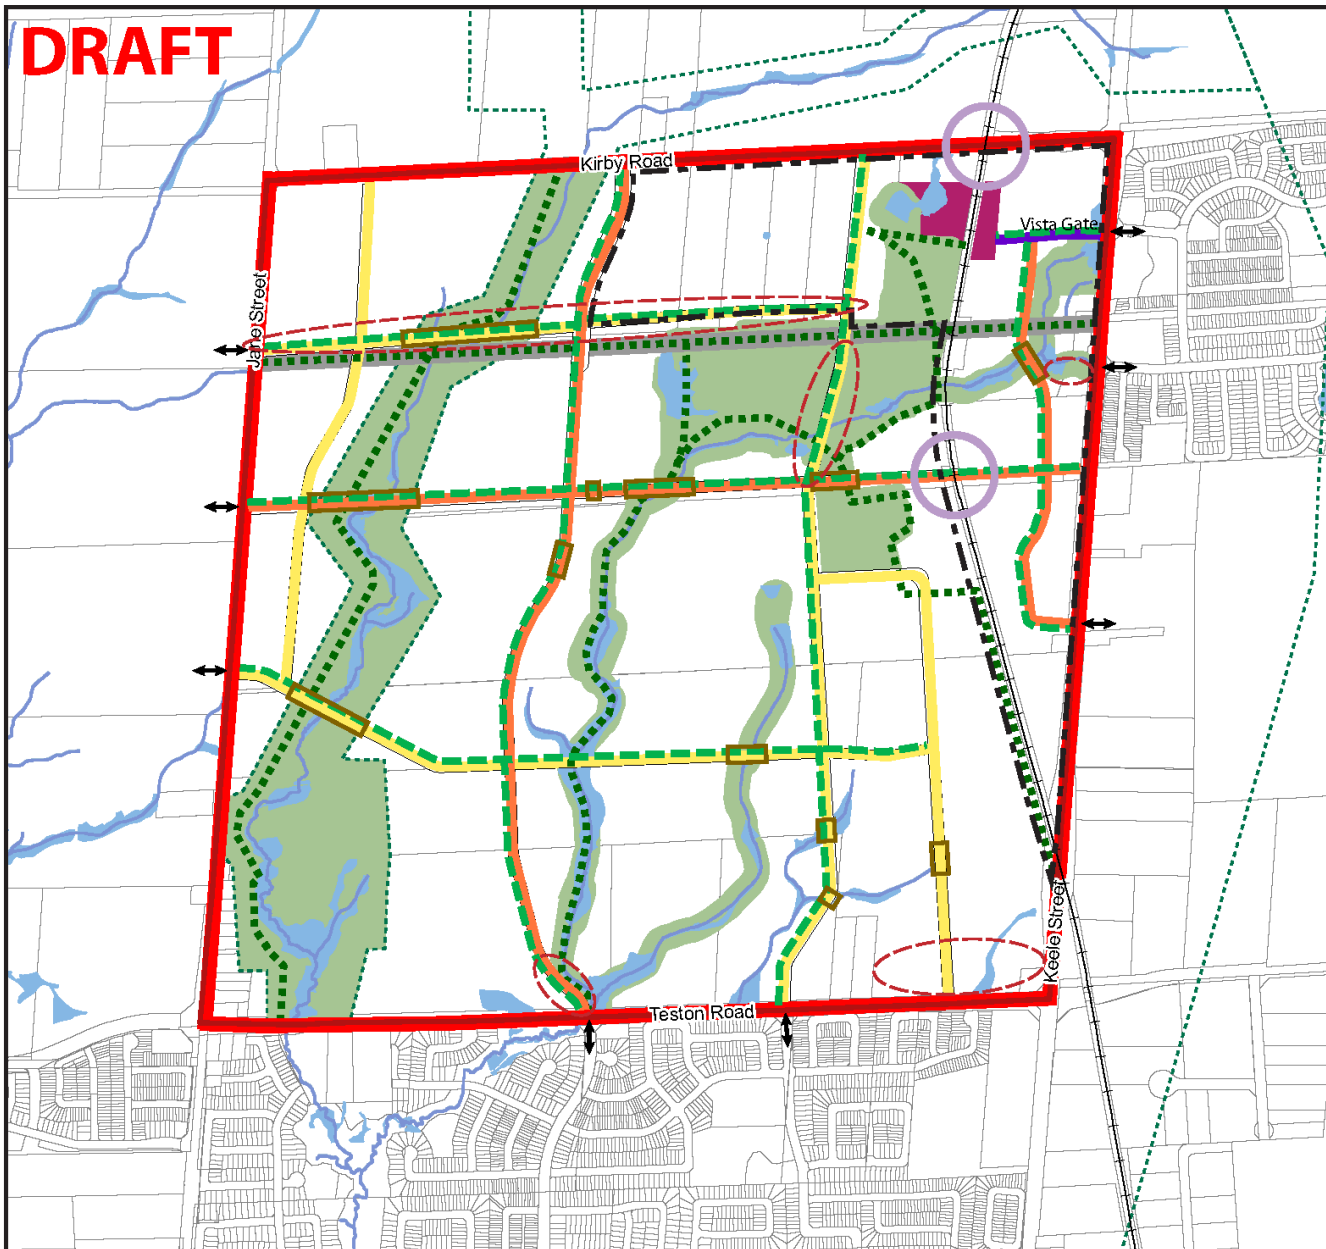 DRAFT
Kirby Road
Vista Gate
Jane Street
Keele Street
Teston Road